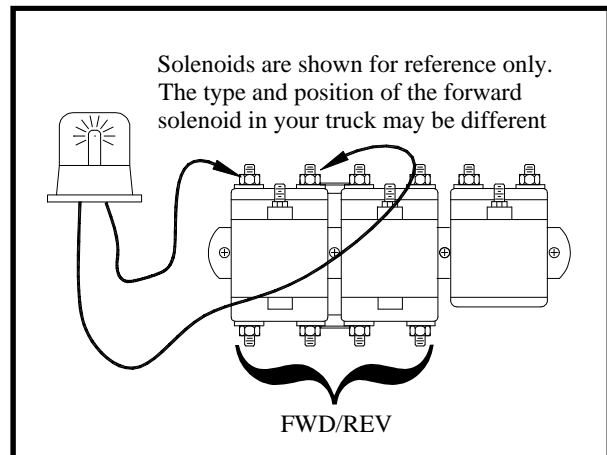 Solenoids are shown for reference only.
The type and position of the forward
solenoid in your truck may be different
FWD/REV